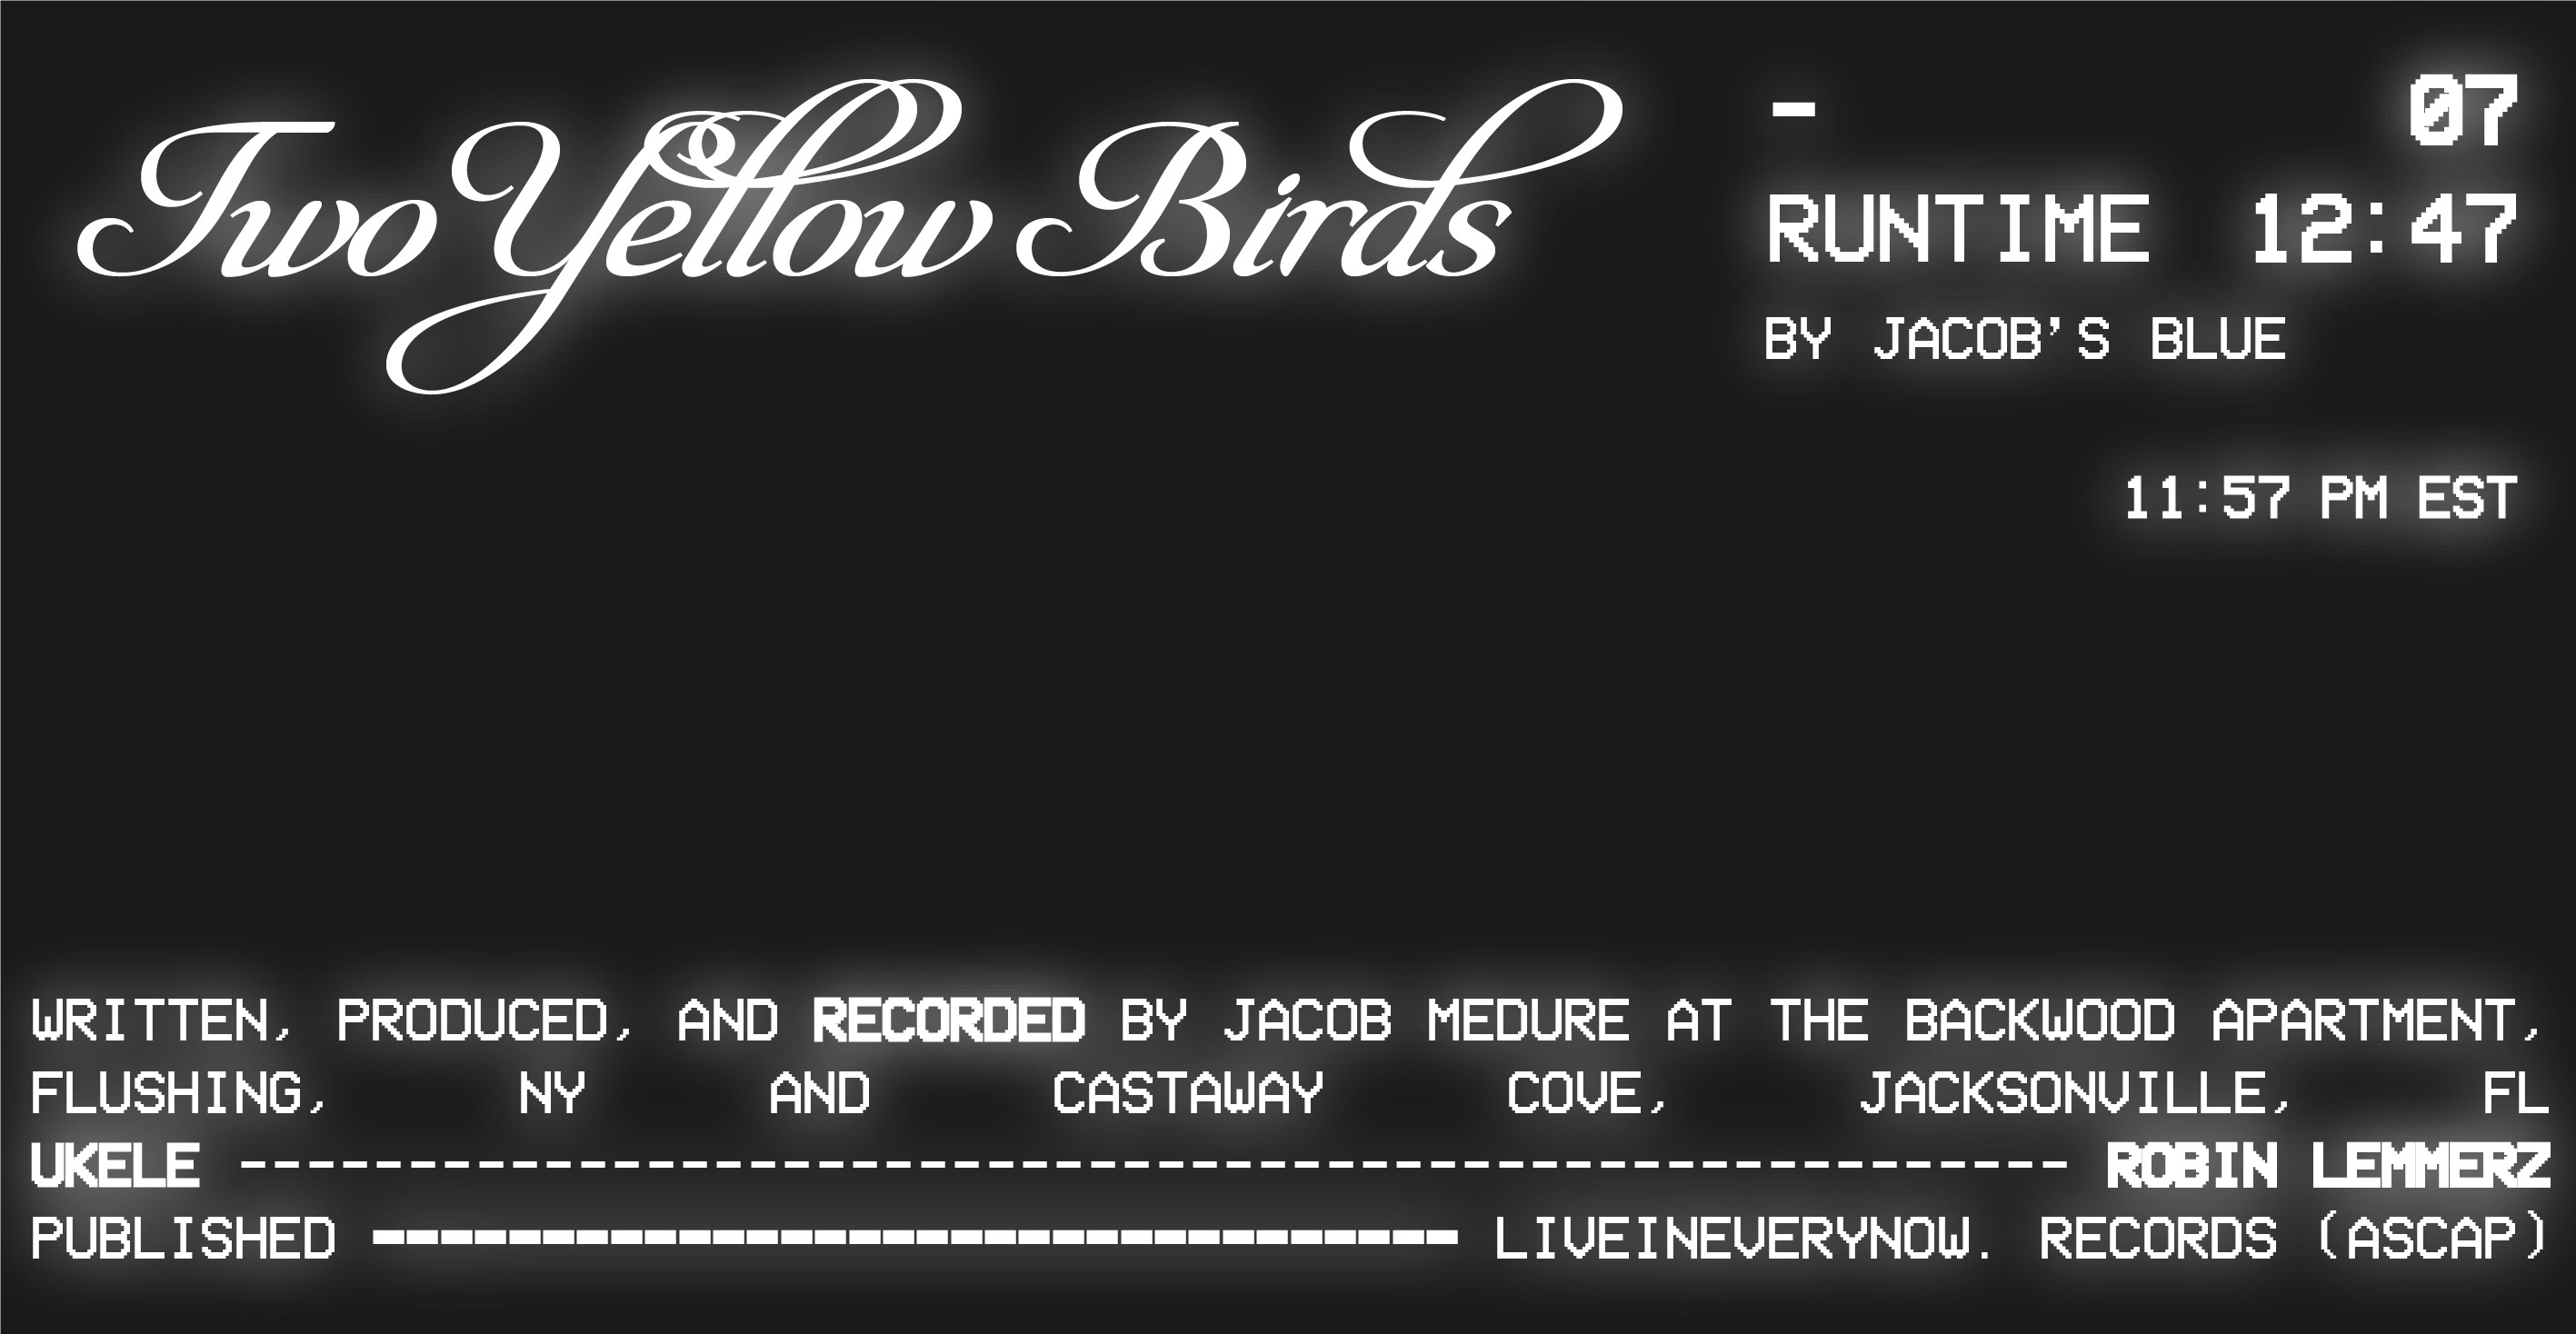 Two Yellow Birds
- 07
RUNTIME 12:47
BY JACOB'S BLUE
11:57 PM EST
WRITTEN, PRODUCED, AND RECORDED BY JACOB MEDURE AT THE BACKWOOD APARTMENT,
FLUSHING, NY AND CASTAWAY COVE, JACKSONVILLE, FL
UKELE ------------------------------------------------------ ROBIN LEMMERZ
PUBLISHED -------------------------------- LIVEINEVERYNOW. RECORDS (ASCAP)